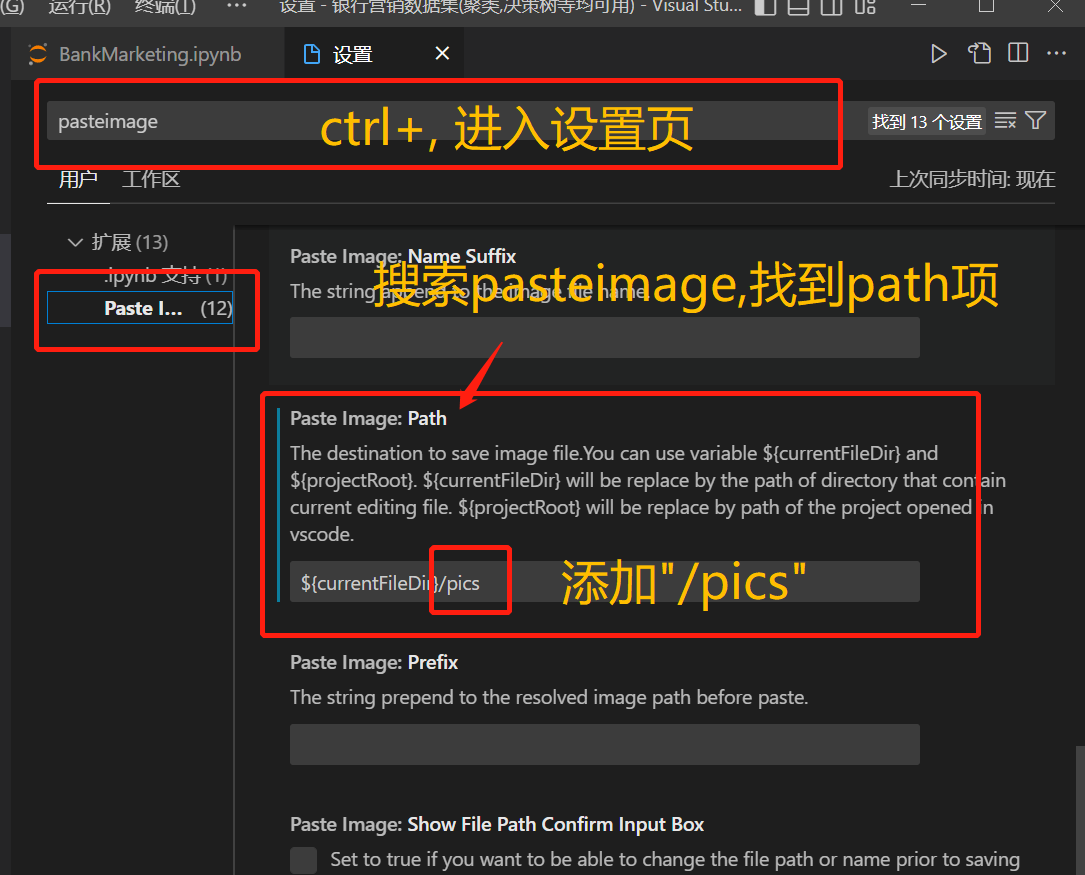 (G) 运行(R) 终端(T) ··· 设置 - 银行营销数据集(聚类,决策树等均可用) - Visual Stu...
BankMarketing.ipynb 设置
pasteimage
ctrl+, 进入设置页
找到 13 个设置
用户 工作区
上次同步时间: 现在
扩展 (13)
.ipynb 支持 (1)
Paste I... (12)
Paste Image: Name Suffix
The string append to the image file name.
搜索pasteimage,找到path项
Paste Image: Path
The destination to save image file.You can use variable ${currentFileDir} and
${projectRoot}. ${currentFileDir} will be replace by the path of directory that contain
current editing file. ${projectRoot} will be replace by path of the project opened in
vscode.
${currentFileDir}/pics
添加"/pics"
Paste Image: Prefix
The string prepend to the resolved image path before paste.
Paste Image: Show File Path Confirm Input Box
Set to true if you want to be able to change the file path or name prior to saving